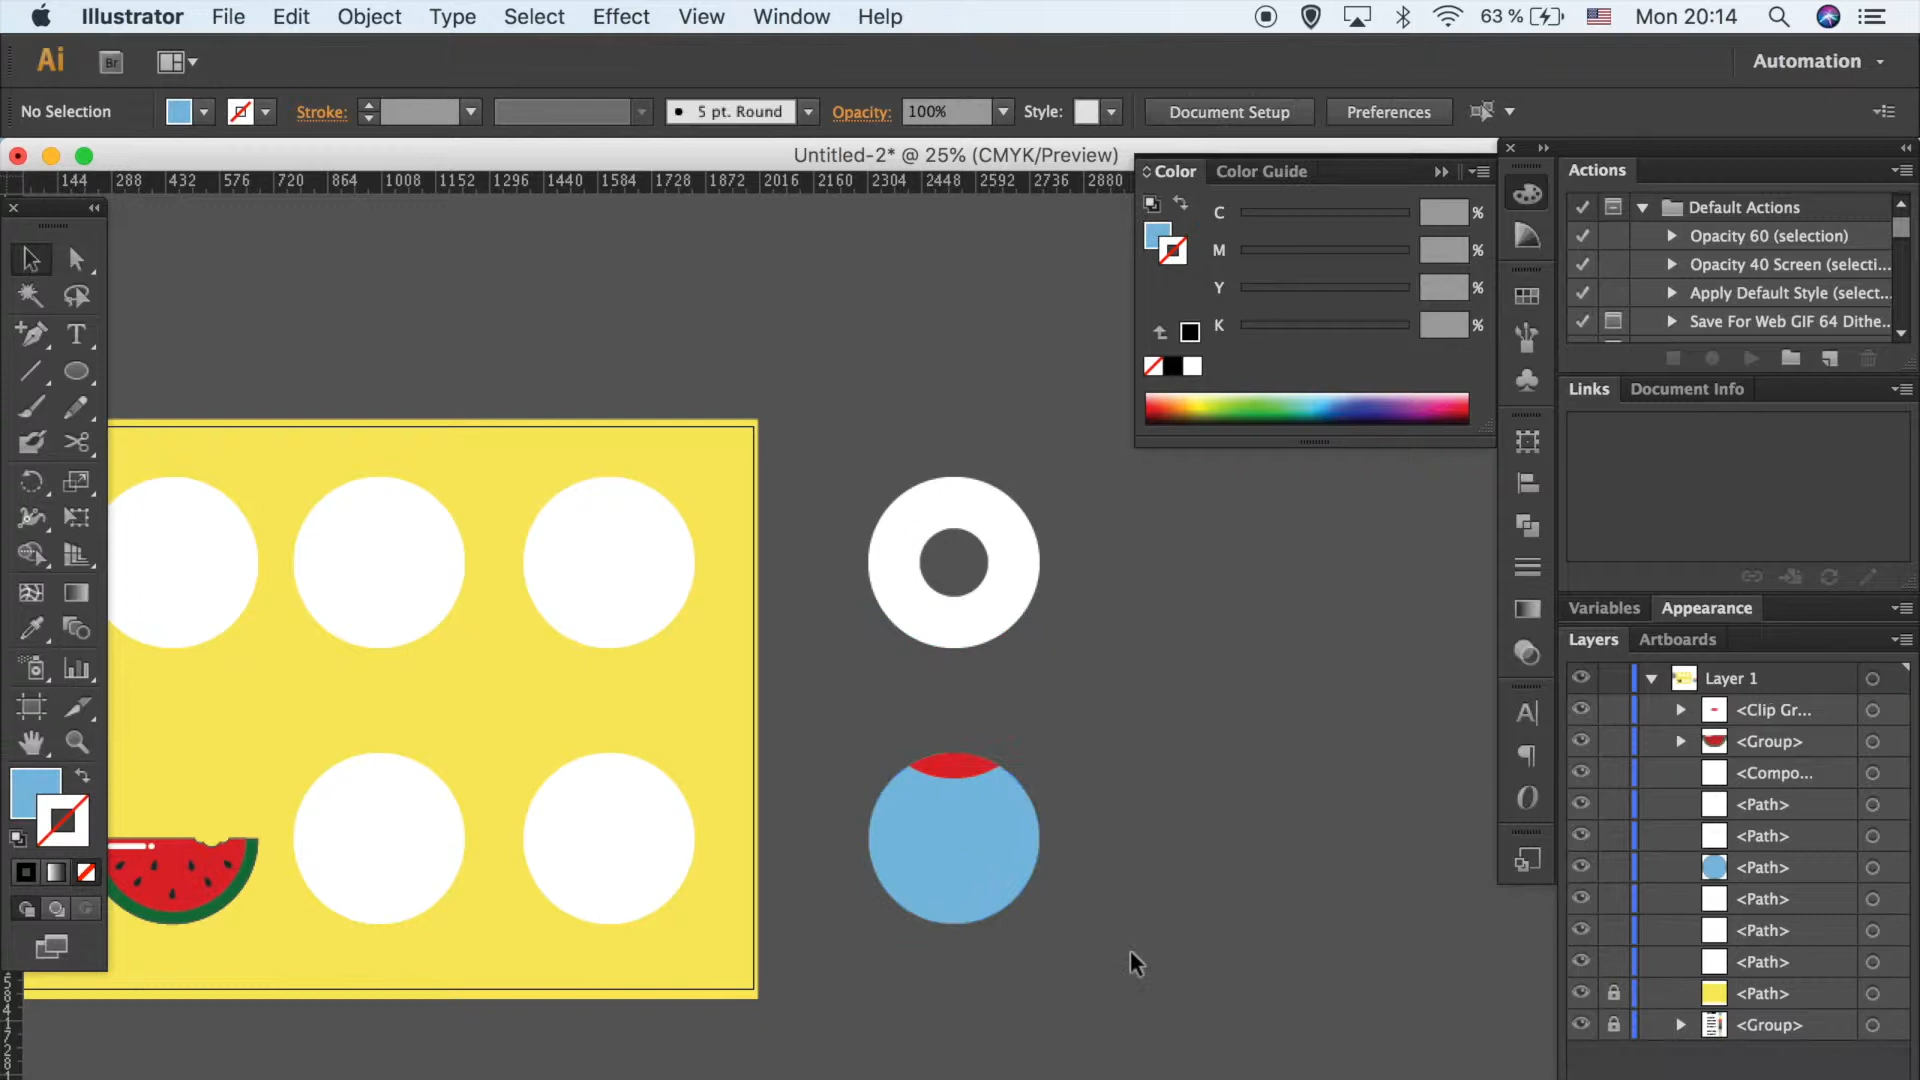 Illustrator File Edit Object Type Select Effect View Window Help 63 % Mon 20:14
Ai Br Automation
No Selection Stroke: 5 pt. Round Opacity: 100% Style: Document Setup Preferences
Untitled-2* @ 25% (CMYK/Preview)
144 288 432 576 720 864 1008 1152 1296 1440 1584 1728 1872 2016 2160 2304 2448 2592 2736 2880
Color Color Guide
C %
M %
Y %
K %
Actions
Default Actions
Opacity 60 (selection)
Opacity 40 Screen (selecti...
Apply Default Style (select...
Save For Web GIF 64 Dithe...
Links Document Info
Variables Appearance
Layers Artboards
Layer 1
<Clip Gr...
<Group>
<Compo...
<Path>
<Path>
<Path>
<Path>
<Path>
<Path>
<Path>
<Group>